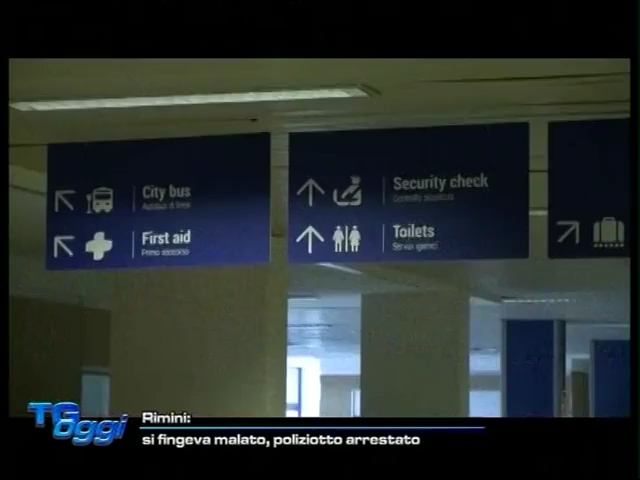 City bus
Autobus di linea
First aid
Primo soccorso
Security check
Controllo sicurezza
Toilets
Servizi igienici
TG oggi
Rimini:
si fingeva malato, poliziotto arrestato